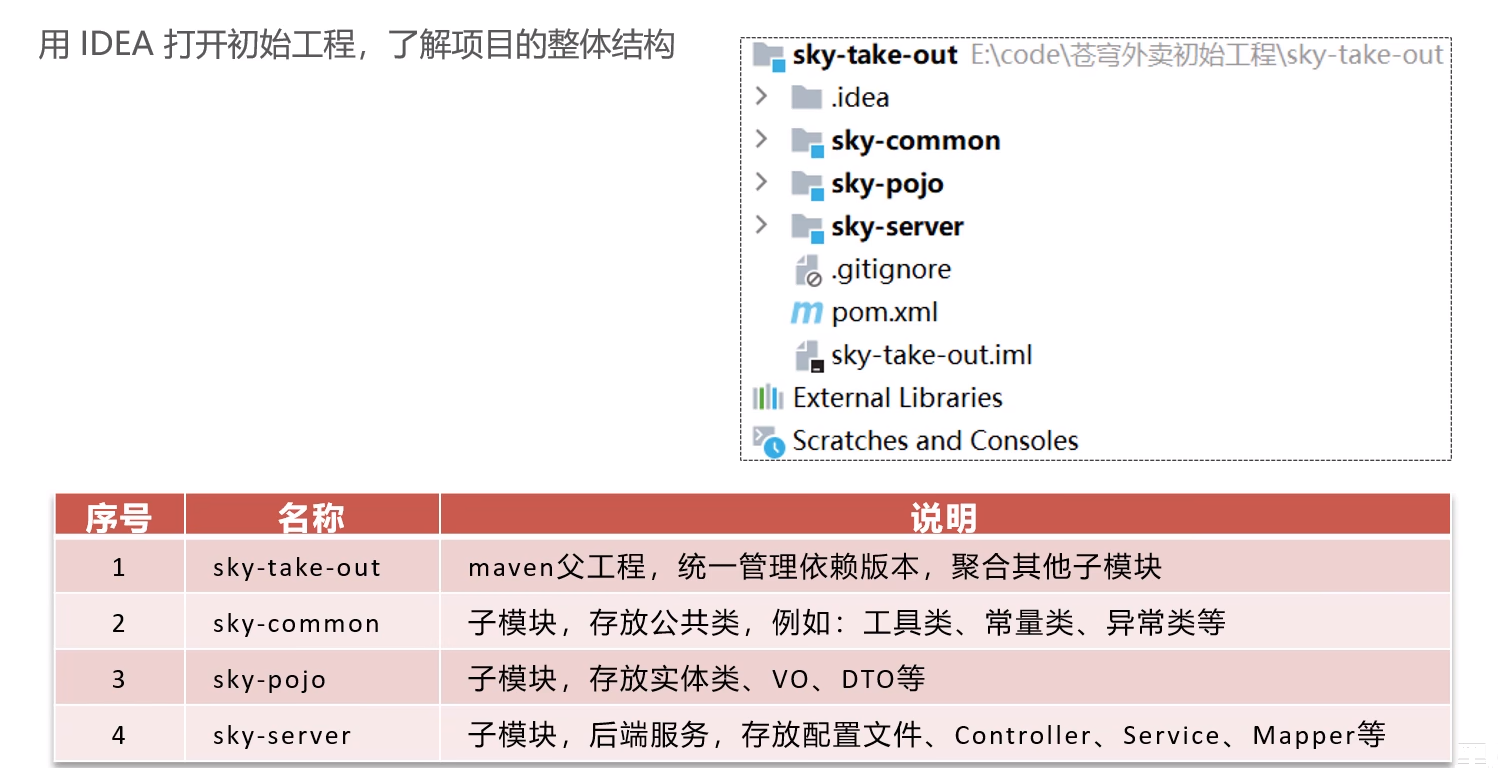 用 IDEA 打开初始工程，了解项目的整体结构
sky-take-out E:\code\苍穹外卖初始工程\sky-take-out
.idea
sky-common
sky-pojo
sky-server
.gitignore
m pom.xml
sky-take-out.iml
External Libraries
Scratches and Consoles
序号 名称 说明
1 sky-take-out maven父工程，统一管理依赖版本，聚合其他子模块
2 sky-common 子模块，存放公共类，例如：工具类、常量类、异常类等
3 sky-pojo 子模块，存放实体类、VO、DTO等
4 sky-server 子模块，后端服务，存放配置文件、Controller、Service、Mapper等